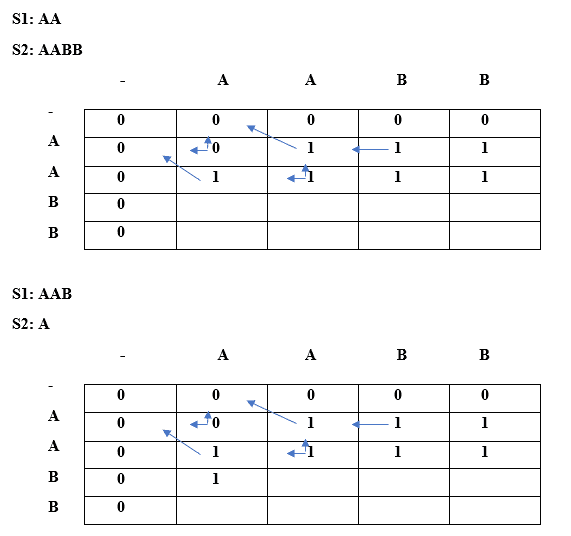 S1: AA
S2: AABB
- A A B B
- 0 0 0 0 0
A 0 0 1 1 1
A 0 1 1 1 1
B 0
B 0
S1: AAB
S2: A
- A A B B
- 0 0 0 0 0
A 0 0 1 1 1
A 0 1 1 1 1
B 0 1
B 0